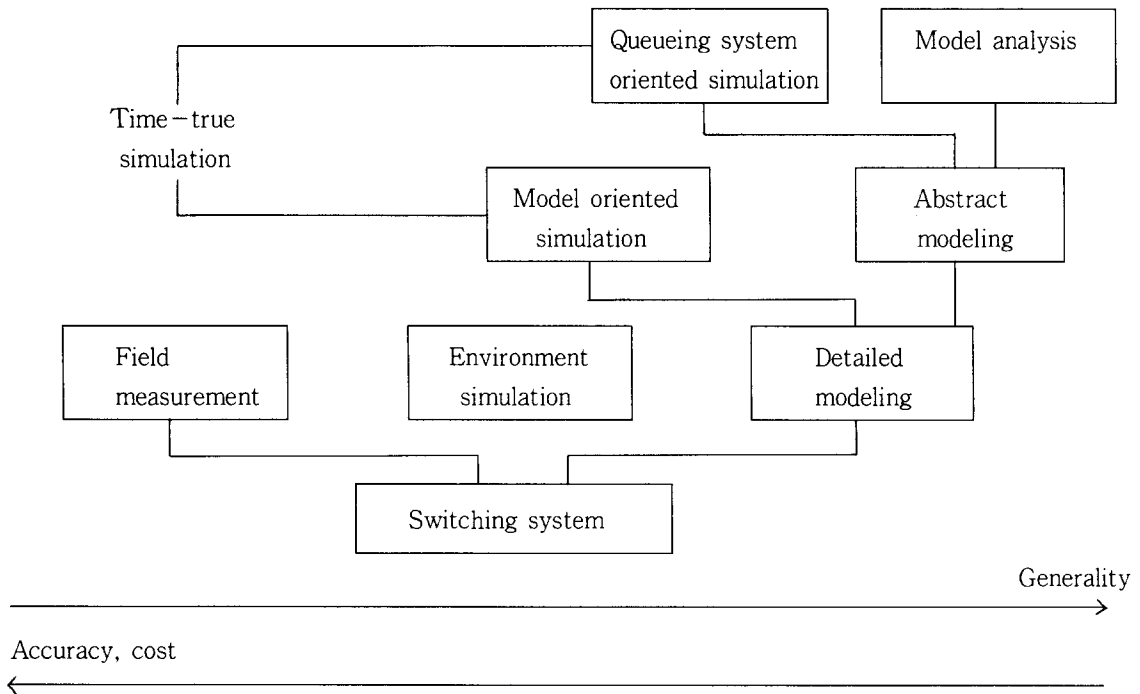 Queueing system
oriented simulation
Model analysis
Time-true
simulation
Model oriented
simulation
Abstract
modeling
Field
measurement
Environment
simulation
Detailed
modeling
Switching system
Generality
Accuracy, cost